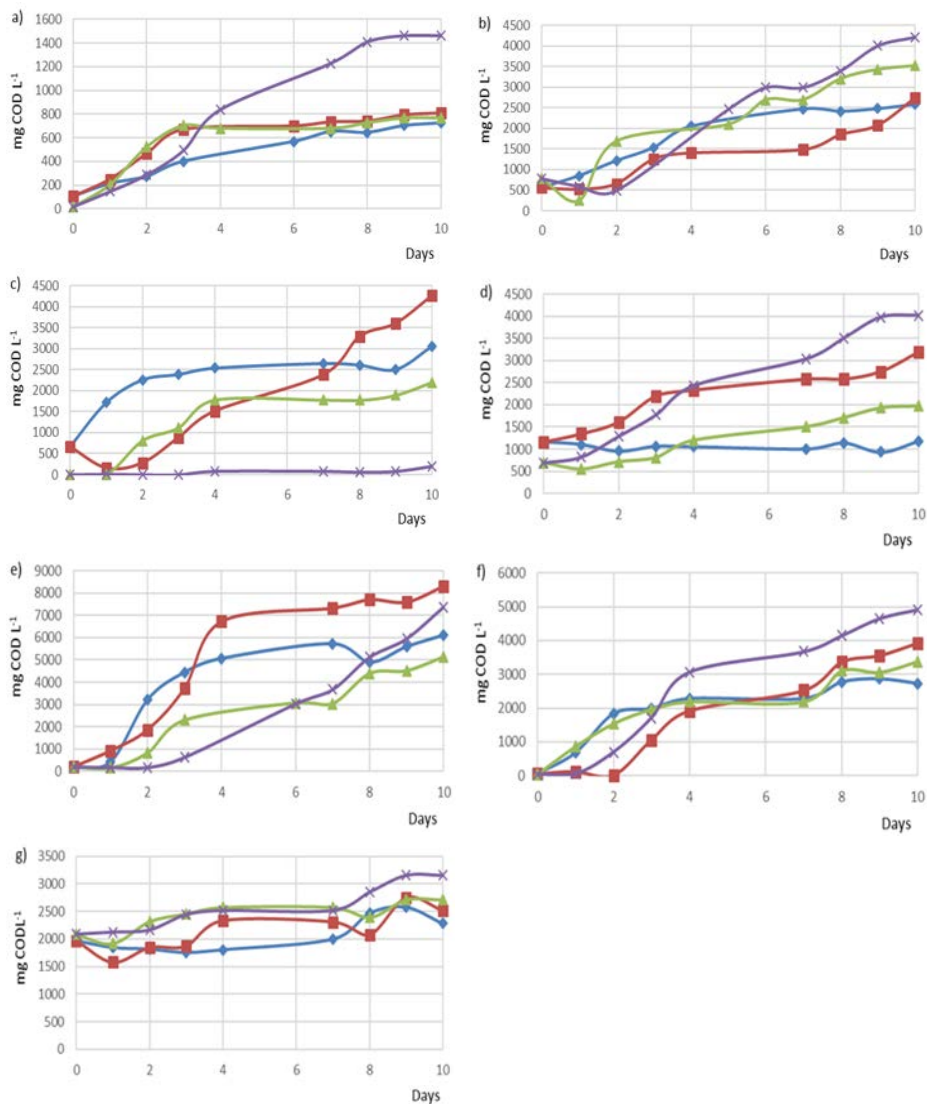 a)
1600
1400
1200
1000
800
600
400
200
0
mg COD L-1
0 2 4 6 8 10
Days
b)
4500
4000
3500
3000
2500
2000
1500
1000
500
0
mg COD L-1
0 2 4 6 8 10
Days
c)
4500
4000
3500
3000
2500
2000
1500
1000
500
0
mg COD L-1
0 2 4 6 8 10
Days
d)
4500
4000
3500
3000
2500
2000
1500
1000
500
0
mg COD L-1
0 2 4 6 8 10
Days
e)
9000
8000
7000
6000
5000
4000
3000
2000
1000
0
mg COD L-1
0 2 4 6 8 10
Days
f)
6000
5000
4000
3000
2000
1000
0
mg COD L-1
0 2 4 6 8 10
Days
g)
3500
3000
2500
2000
1500
1000
500
0
mg CODL-1
0 2 4 6 8 10
Days